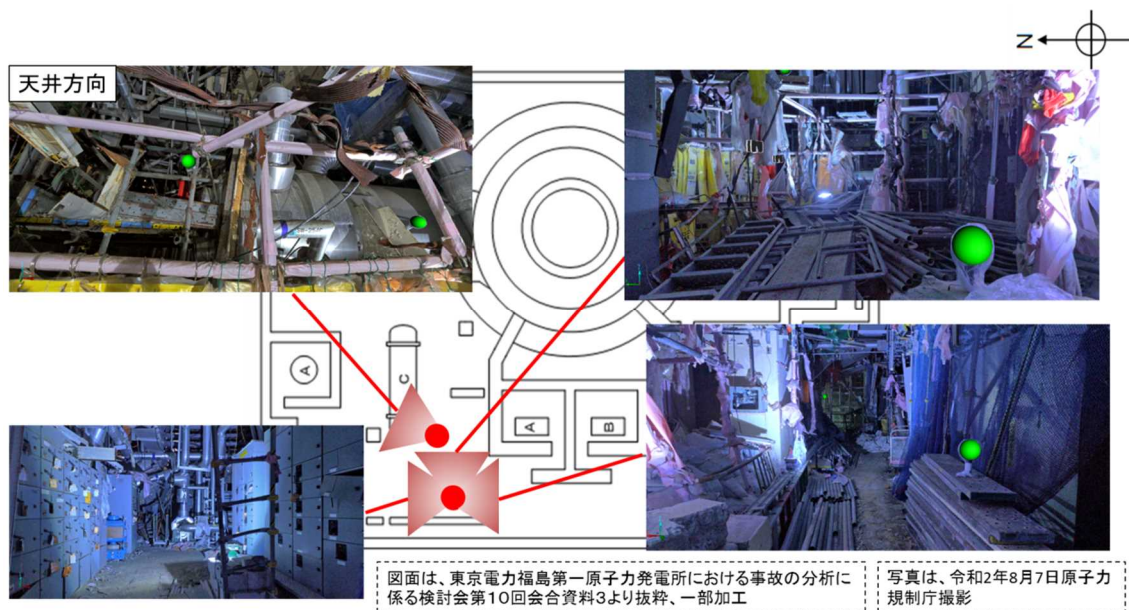 N
天井方向
A
C
A
B
図面は、東京電力福島第一原子力発電所における事故の分析に
係る検討会第10回会合資料3より抜粋、一部加工
写真は、令和2年8月7日原子力
規制庁撮影